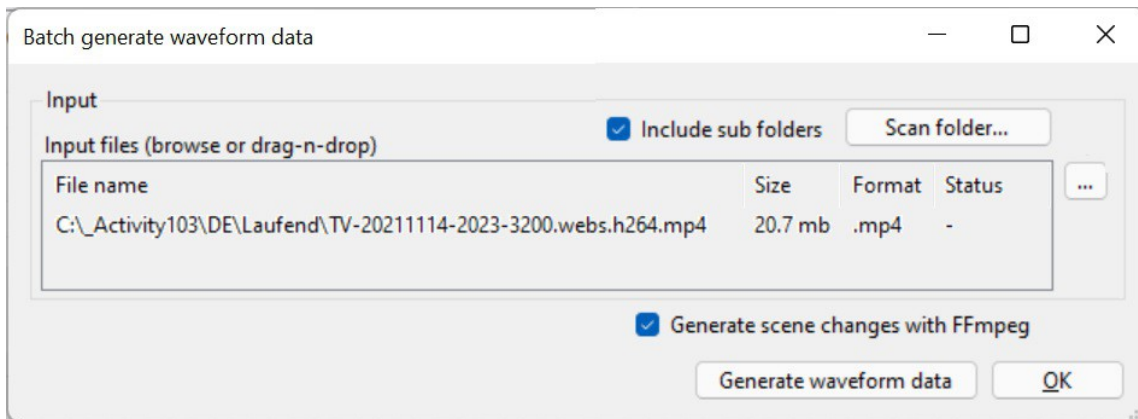 Batch generate waveform data
Input
Include sub folders
Scan folder...
Input files (browse or drag-n-drop)
File name Size Format Status
...
C:\_Activity103\DE\Laufend\TV-20211114-2023-3200.webs.h264.mp4 20.7 mb .mp4 -
Generate scene changes with FFmpeg
Generate waveform data
OK